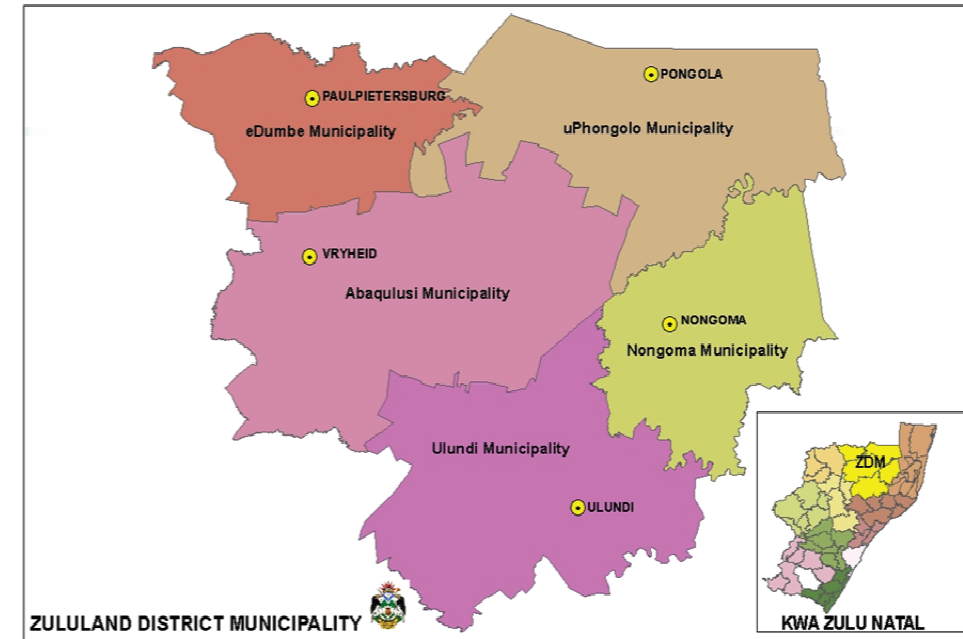 PONGOLA
PAULPIETERSBURG
eDumbe Municipality
uPhongolo Municipality
VRYHEID
Abaqulusi Municipality
NONGOMA
Nongoma Municipality
Ulundi Municipality
ZDM
ULUNDI
ZULULAND DISTRICT MUNICIPALITY
KWA ZULU NATAL